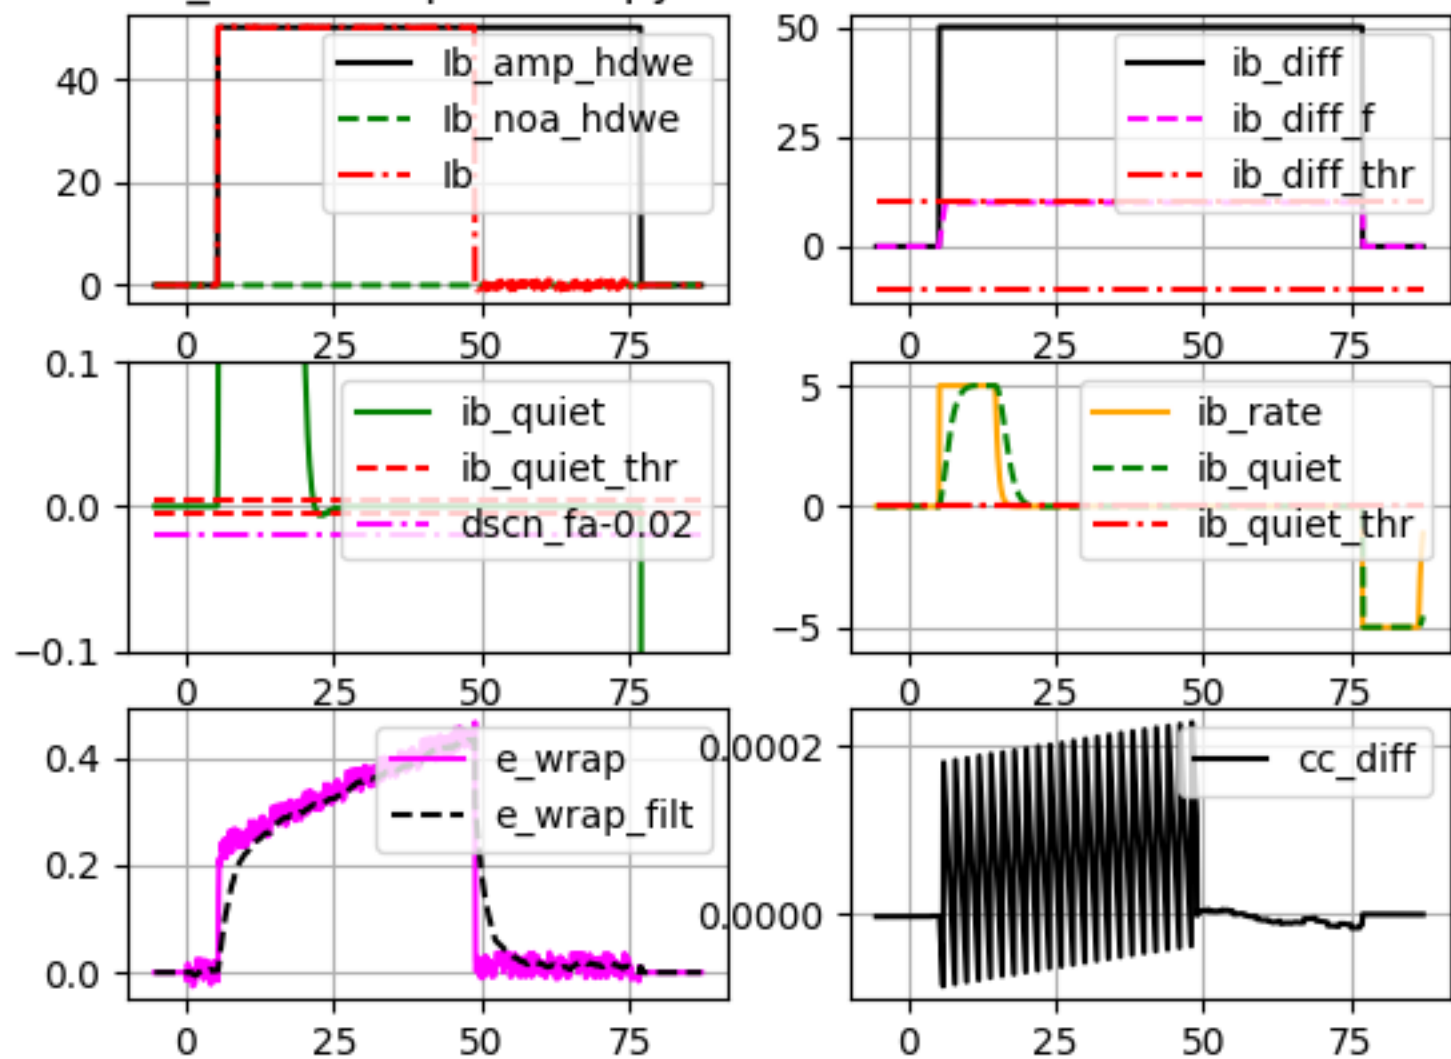 40
20
0
Ib_amp_hdwe
Ib_noa_hdwe
Ib
0 25 50 75
50
25
0
ib_diff
ib_diff_f
ib_diff_thr
0 25 50 75
0.1
0.0
−0.1
ib_quiet
ib_quiet_thr
dscn_fa-0.02
0 25 50 75
5
0
−5
ib_rate
ib_quiet
ib_quiet_thr
0 25 50 75
0.4
0.2
0.0
e_wrap
e_wrap_filt
0 25 50 75
0.0002
0.0000
cc_diff
0 25 50 75